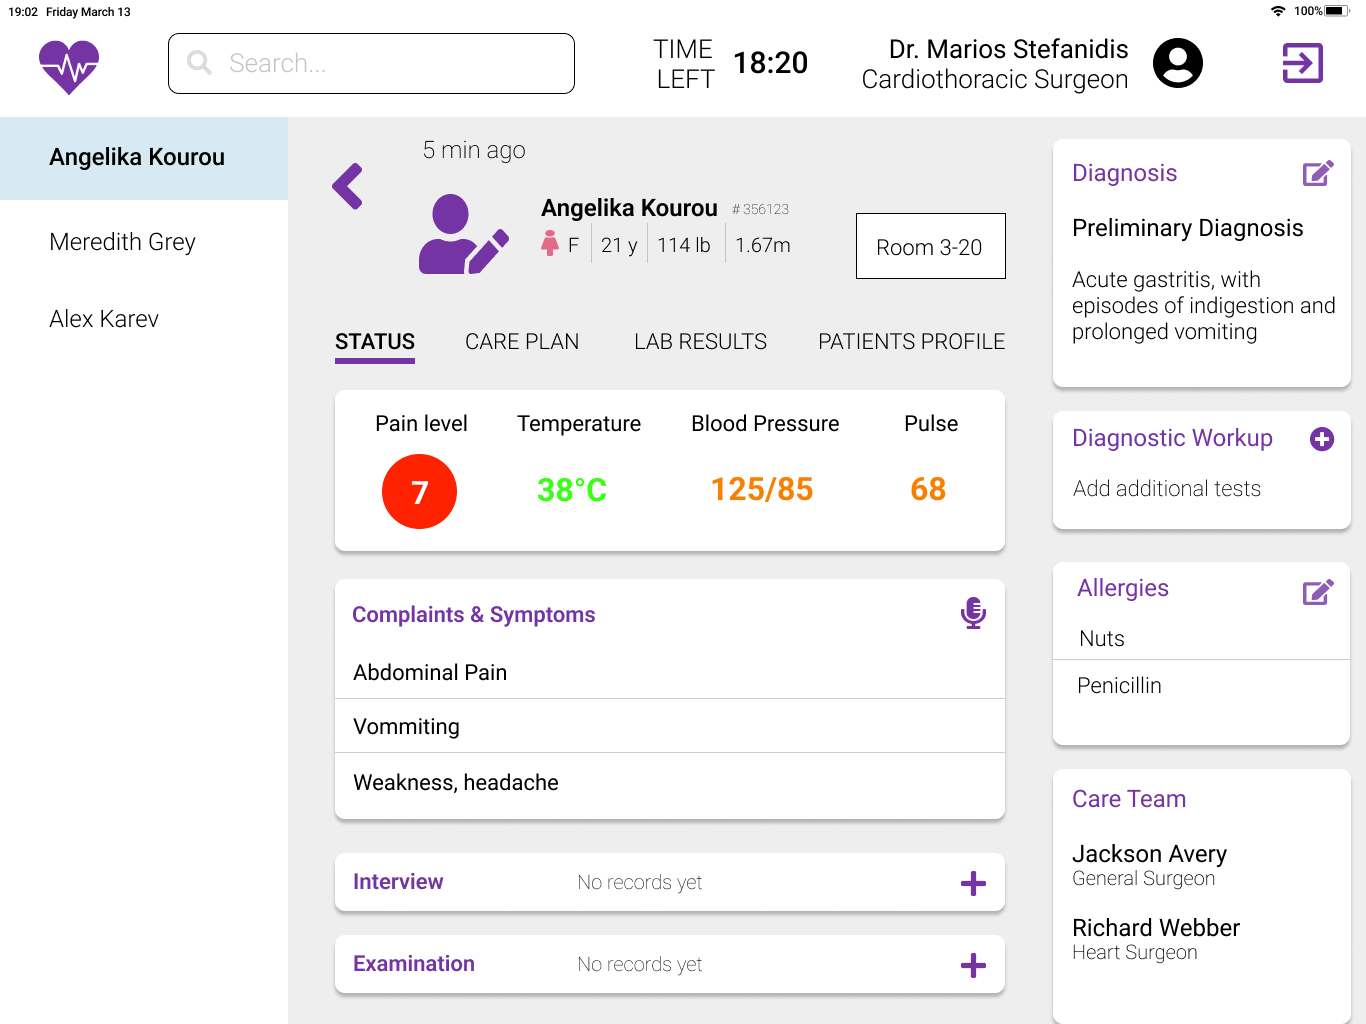 19:02 Friday March 13
100%
Search...
TIME LEFT
18:20
Dr. Marios Stefanidis
Cardiothoracic Surgeon
Angelika Kourou
Meredith Grey
Alex Karev
5 min ago
Angelika Kourou #356123
F 21 y 114 lb 1.67m
Room 3-20
STATUS CARE PLAN LAB RESULTS PATIENTS PROFILE
Pain level Temperature Blood Pressure Pulse
7 38°C 125/85 68
Complaints & Symptoms
Abdominal Pain
Vommiting
Weakness, headache
Interview No records yet
Examination No records yet
Diagnosis
Preliminary Diagnosis
Acute gastritis, with
episodes of indigestion and
prolonged vomiting
Diagnostic Workup
Add additional tests
Allergies
Nuts
Penicillin
Care Team
Jackson Avery
General Surgeon
Richard Webber
Heart Surgeon